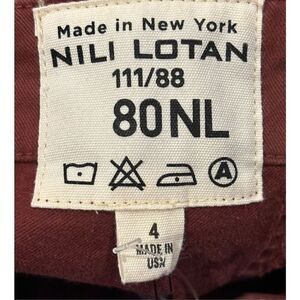 Made in New York
NILI LOTAN
111/88
80NL
A
4
MADE IN
USA